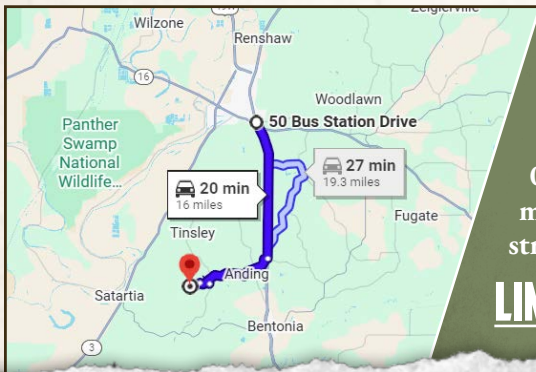 Wilzone
Renshaw
16
Woodlawn
50 Bus Station Drive
Panther
Swamp
National
Wildlife...
27 min
19.3 miles
20 min
16 miles
Fugate
Tinsley
Anding
Satartia
Bentonia
3